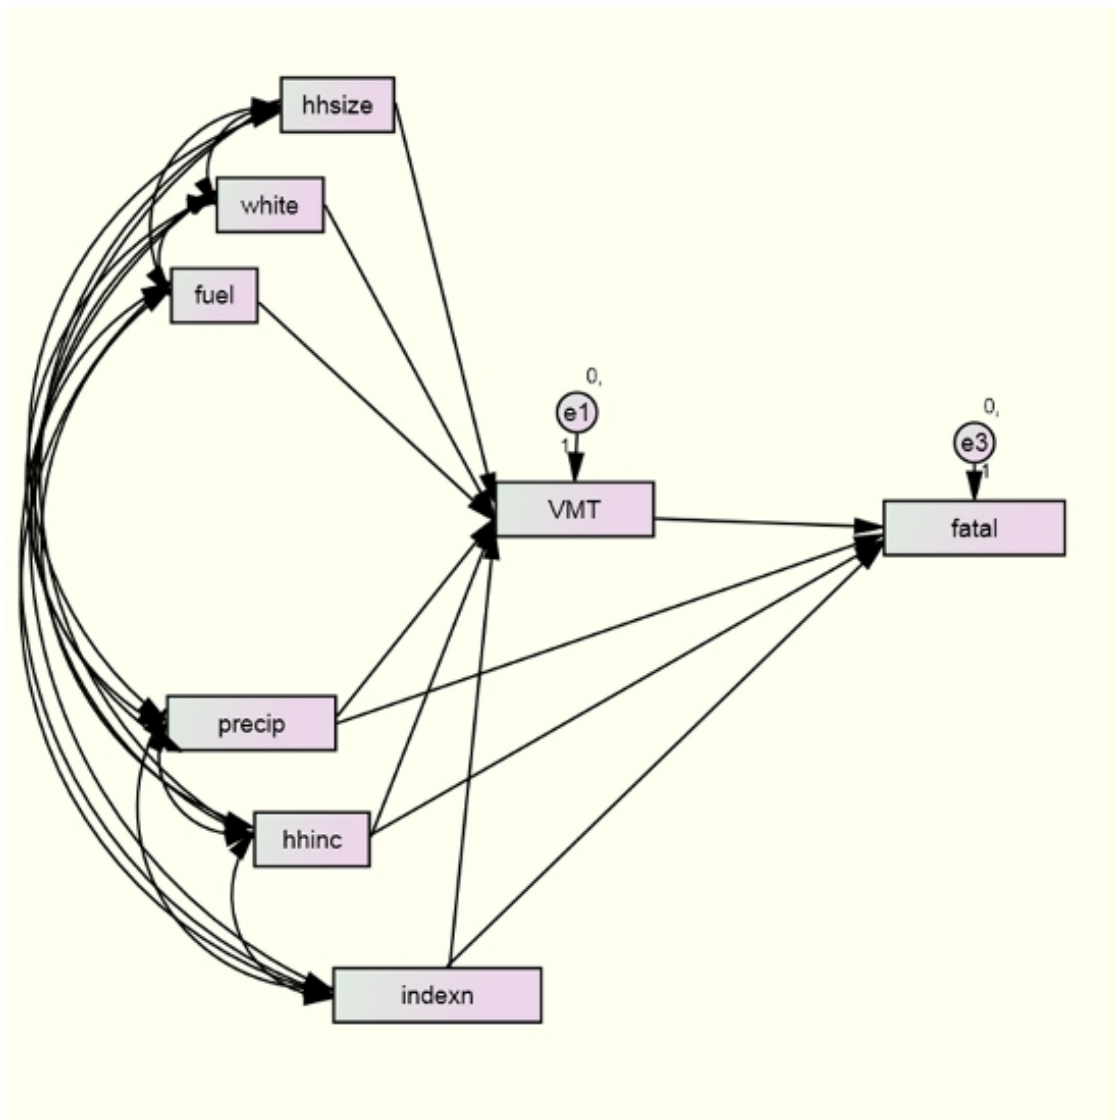 hhsize
white
fuel
0,
e1
1
VMT
0,
e3
1
fatal
precip
hhinc
indexn